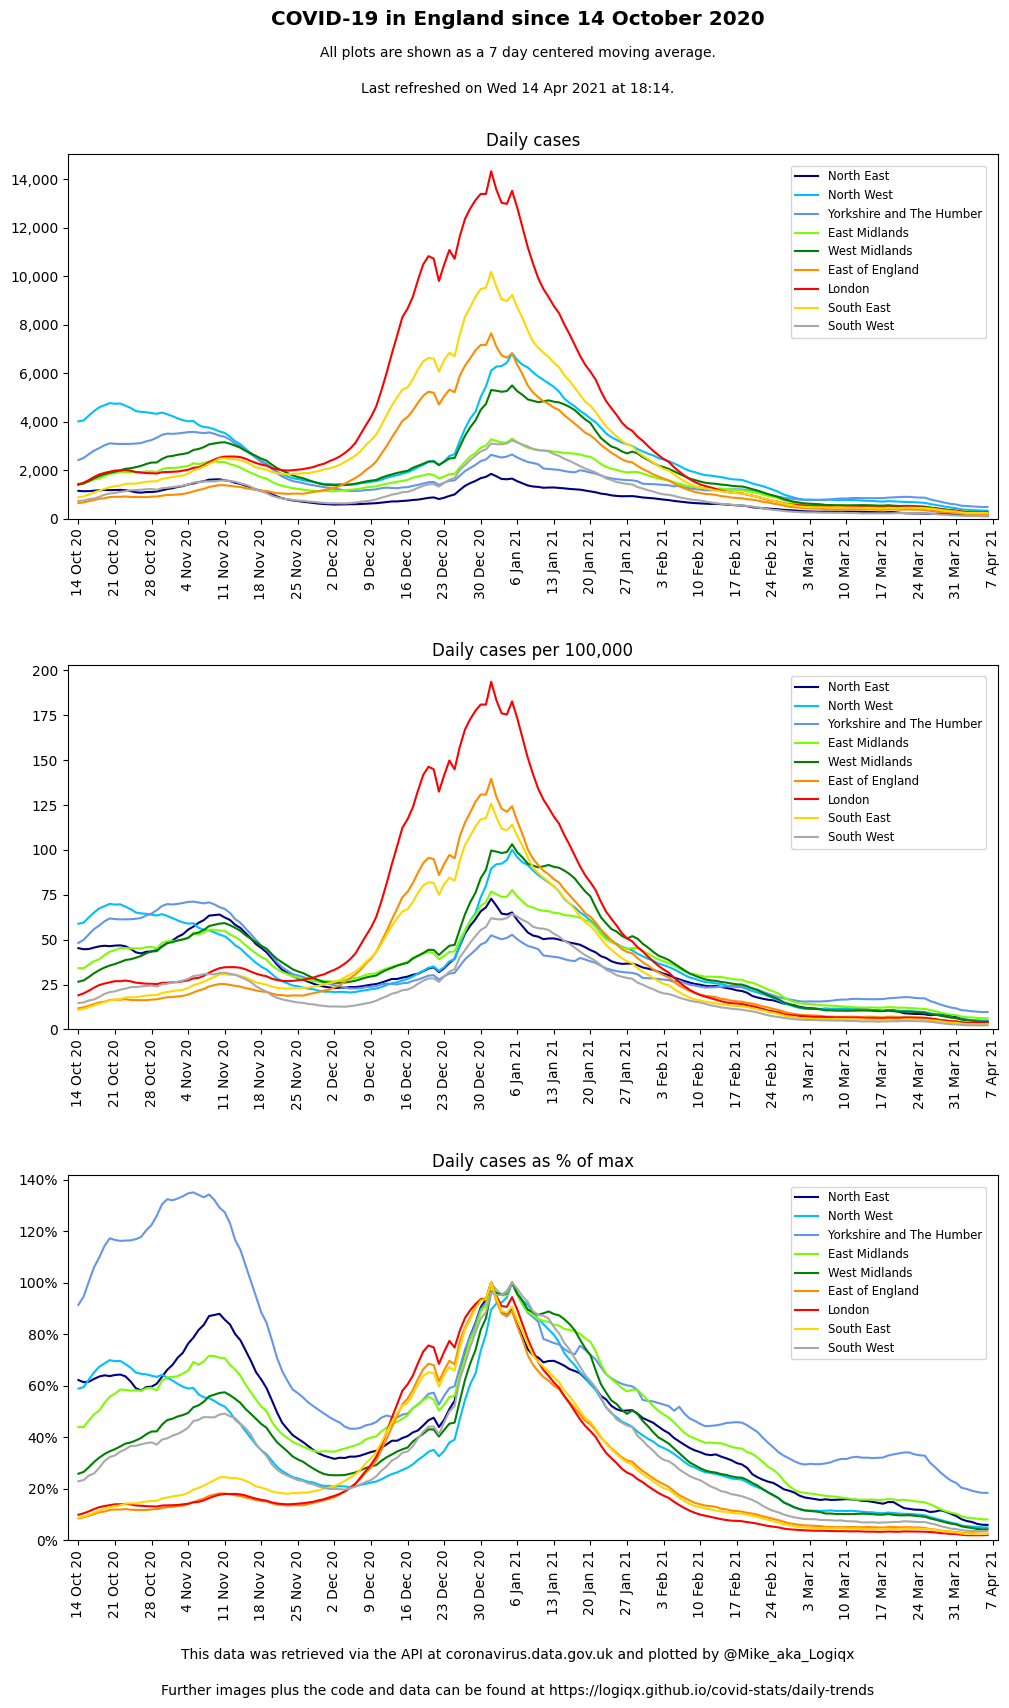 COVID-19 in England since 14 October 2020
All plots are shown as a 7 day centered moving average.
Last refreshed on Wed 14 Apr 2021 at 18:14.
Daily cases
14,000
12,000
10,000
8,000
6,000
4,000
2,000
0
North East
North West
Yorkshire and The Humber
East Midlands
West Midlands
East of England
London
South East
South West
14 Oct 20
21 Oct 20
28 Oct 20
4 Nov 20
11 Nov 20
18 Nov 20
25 Nov 20
2 Dec 20
9 Dec 20
16 Dec 20
23 Dec 20
30 Dec 20
6 Jan 21
13 Jan 21
20 Jan 21
27 Jan 21
3 Feb 21
10 Feb 21
17 Feb 21
24 Feb 21
3 Mar 21
10 Mar 21
17 Mar 21
24 Mar 21
31 Mar 21
7 Apr 21
Daily cases per 100,000
200
175
150
125
100
75
50
25
0
North East
North West
Yorkshire and The Humber
East Midlands
West Midlands
East of England
London
South East
South West
14 Oct 20
21 Oct 20
28 Oct 20
4 Nov 20
11 Nov 20
18 Nov 20
25 Nov 20
2 Dec 20
9 Dec 20
16 Dec 20
23 Dec 20
30 Dec 20
6 Jan 21
13 Jan 21
20 Jan 21
27 Jan 21
3 Feb 21
10 Feb 21
17 Feb 21
24 Feb 21
3 Mar 21
10 Mar 21
17 Mar 21
24 Mar 21
31 Mar 21
7 Apr 21
Daily cases as % of max
140%
120%
100%
80%
60%
40%
20%
0%
North East
North West
Yorkshire and The Humber
East Midlands
West Midlands
East of England
London
South East
South West
14 Oct 20
21 Oct 20
28 Oct 20
4 Nov 20
11 Nov 20
18 Nov 20
25 Nov 20
2 Dec 20
9 Dec 20
16 Dec 20
23 Dec 20
30 Dec 20
6 Jan 21
13 Jan 21
20 Jan 21
27 Jan 21
3 Feb 21
10 Feb 21
17 Feb 21
24 Feb 21
3 Mar 21
10 Mar 21
17 Mar 21
24 Mar 21
31 Mar 21
7 Apr 21
This data was retrieved via the API at coronavirus.data.gov.uk and plotted by @Mike_aka_Logiqx
Further images plus the code and data can be found at https://logiqx.github.io/covid-stats/daily-trends